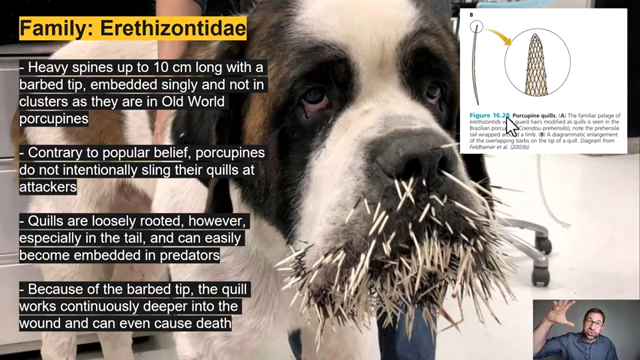 Family: Erethizontidae
- Heavy spines up to 10 cm long with a
barbed tip, embedded singly and not in
clusters as they are in Old World
porcupines
- Contrary to popular belief, porcupines
do not intentionally sling their quills at
attackers
- Quills are loosely rooted, however,
especially in the tail, and can easily
become embedded in predators
- Because of the barbed tip, the quill
works continuously deeper into the
wound and can even cause death
B
Figure 16.25 Porcupine quills. (A) The familiar pelage of
erethizontids guard hairs modified as quills is seen in the
Brazilian (Coendou prehensilis); note the prehensile
tail wrapped a limb. (B) A diagrammatic enlargement
of the overlapping barbs on the tip of a quill. Diagram from
Feldhamer et al. (2003b).